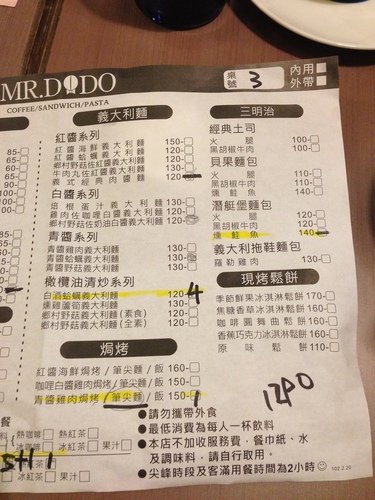 MR.DODO
COFFEE/SANDWICH/PASTA
桌號 3
內用
外帶
義大利麵
紅醬系列
紅醬海鮮義大利麵 150-
紅醬蛤蠣義大利麵 120-
鄉村野菇佐紅醬義大利麵 120-
牛肉丸佐紅醬義大利麵 130-
義式經典肉醬麵 120-
白醬系列
培根蛋汁義大利麵 120-
雞肉佐咖哩白醬義大利麵 120-
鄉村野菇佐奶油白醬義大利麵 120-
青醬系列
青醬雞肉義大利麵 130-
青醬蛤蠣義大利麵 130-
青醬野菇義大利麵 130-
橄欖油清炒系列
白酒蛤蠣義大利麵 120- 4
燻雞蘆筍義大利麵 130-
鄉村野菇義大利麵(素食) 120-
鄉村野菇義大利麵(全素) 120-
焗烤
紅醬海鮮焗烤/筆尖麵/飯 160-
咖哩白醬雞肉焗烤/筆尖麵/飯 150-
青醬雞肉焗烤/筆尖麵/飯 150- 1
三明治
經典土司
火腿 100-
黑胡椒牛肉 100-
貝果麵包
火腿 110-
黑胡椒牛肉 110-
燻鮭魚 140-
潛艇堡麵包
火腿 120-
黑胡椒牛肉 120-
燻鮭魚 140-
義大利拖鞋麵包
羅勒雞肉 130-
現烤鬆餅
季節鮮果冰淇淋鬆餅 170-
焦糖香草冰淇淋鬆餅 160-
咖啡圓舞曲鬆餅 160-
香蕉巧克力冰淇淋鬆餅 160-
原味鬆餅 110-
1290
●請勿攜帶外食
●最低消費為每人一杯飲料
●本店不加收服務費,餐巾紙、水
及調味料,請自行取用。
●尖峰時段及客滿用餐時間為2小時
102.2.20
餐
熱咖啡 熱紅茶
冰咖啡 冰紅茶 果汁
冰紅茶 果汁